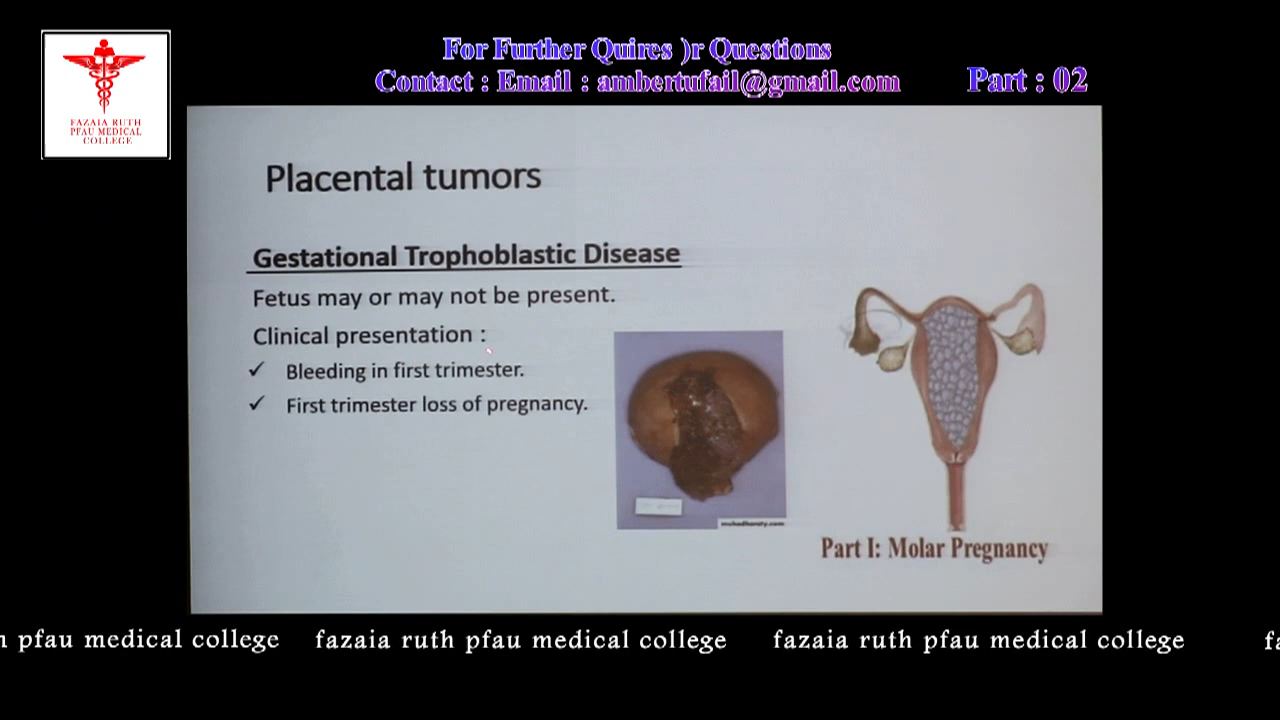 For Further Quires )r Questions
Contact : Email : ambertufail@gmail.com
Part : 02
FAZAIA RUTH
PFAU MEDICAL
COLLEGE
Placental tumors
Gestational Trophoblastic Disease
Fetus may or may not be present.
Clinical presentation :
✓ Bleeding in first trimester.
✓ First trimester loss of pregnancy.
muhadharaty.com
Part I: Molar Pregnancy
h pfau medical college fazaia ruth pfau medical college fazaia ruth pfau medical college fa